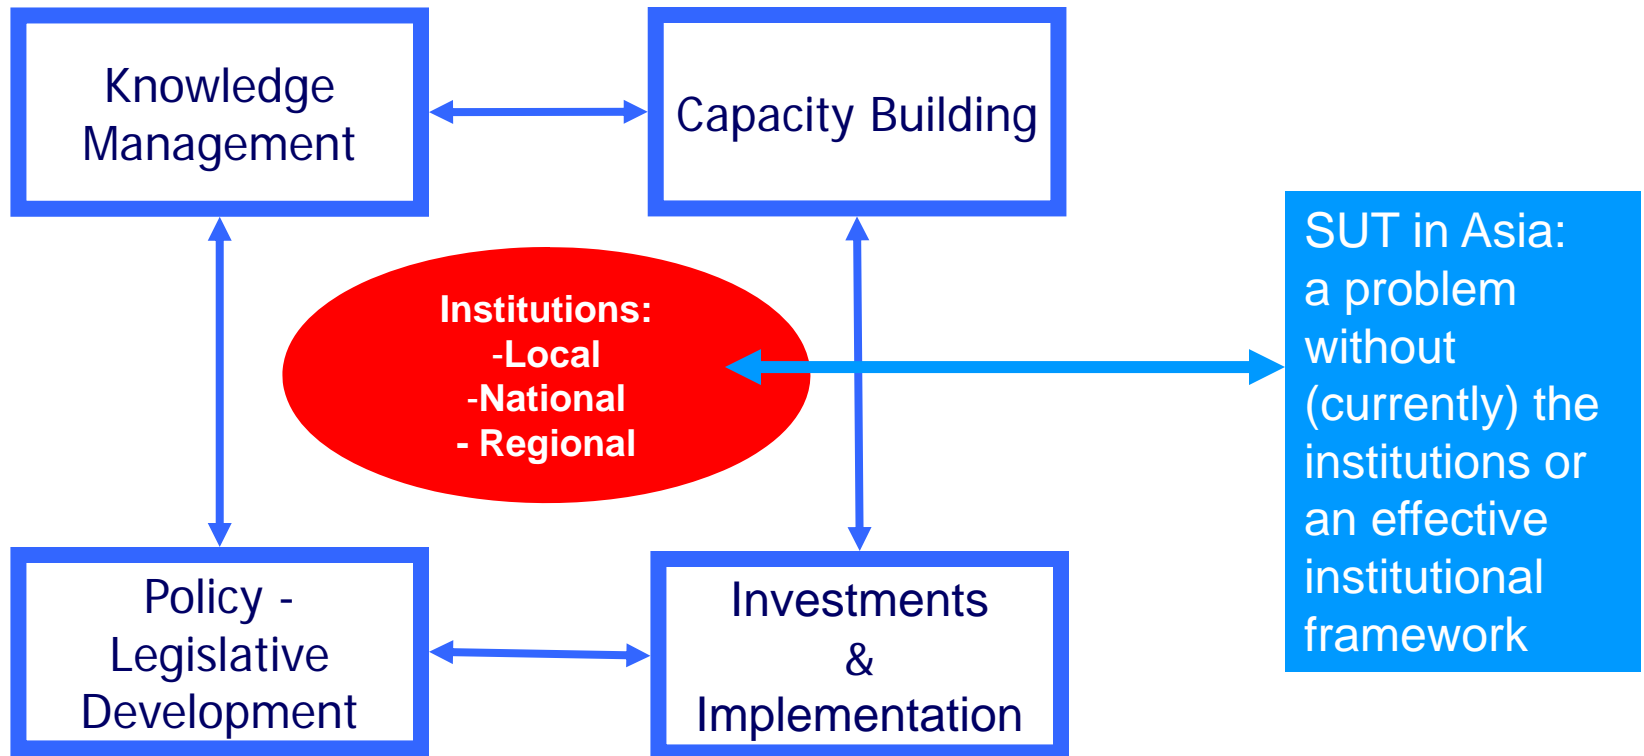 Knowledge
Management
Capacity Building
Institutions:
-Local
-National
- Regional
SUT in Asia:
a problem
without
(currently) the
institutions or
an effective
institutional
framework
Policy -
Legislative
Development
Investments
&
Implementation